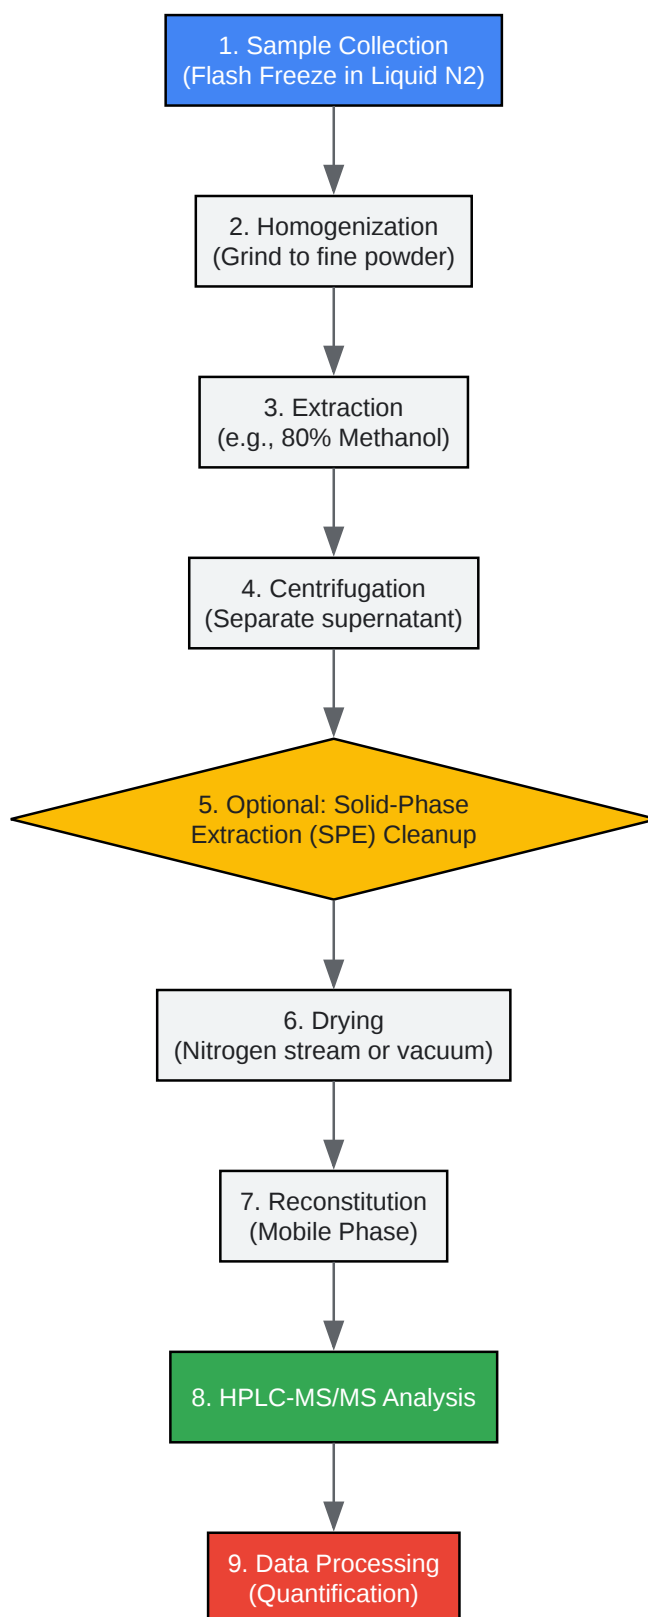 1. Sample Collection
(Flash Freeze in Liquid N2)
2. Homogenization
(Grind to fine powder)
3. Extraction
(e.g., 80% Methanol)
4. Centrifugation
(Separate supernatant)
5. Optional: Solid-Phase
Extraction (SPE) Cleanup
6. Drying
(Nitrogen stream or vacuum)
7. Reconstitution
(Mobile Phase)
8. HPLC-MS/MS Analysis
9. Data Processing
(Quantification)